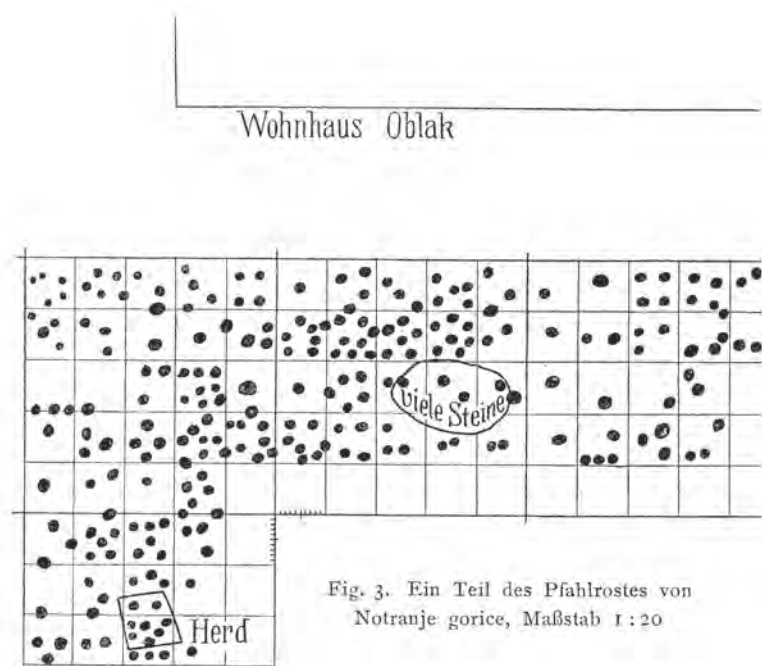 Wohnhaus Oblak
viele Steine
Herd
Fig. 3. Ein Teil des Pfahlrostes von
Notranje gorice, Maßstab 1 : 20